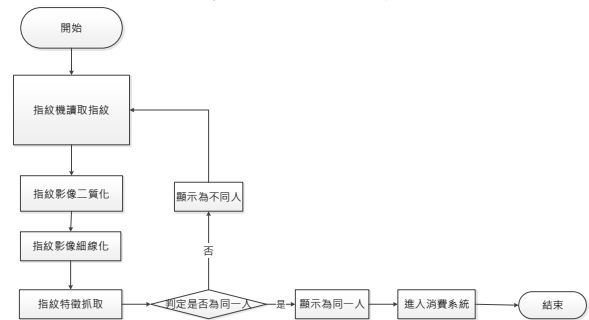 開始
指紋機讀取指紋
指紋影像二質化
顯示為不同人
指紋影像細線化
否
指紋特徵抓取
判定是否為同一人
是
顯示為同一人
進入消費系統
結束